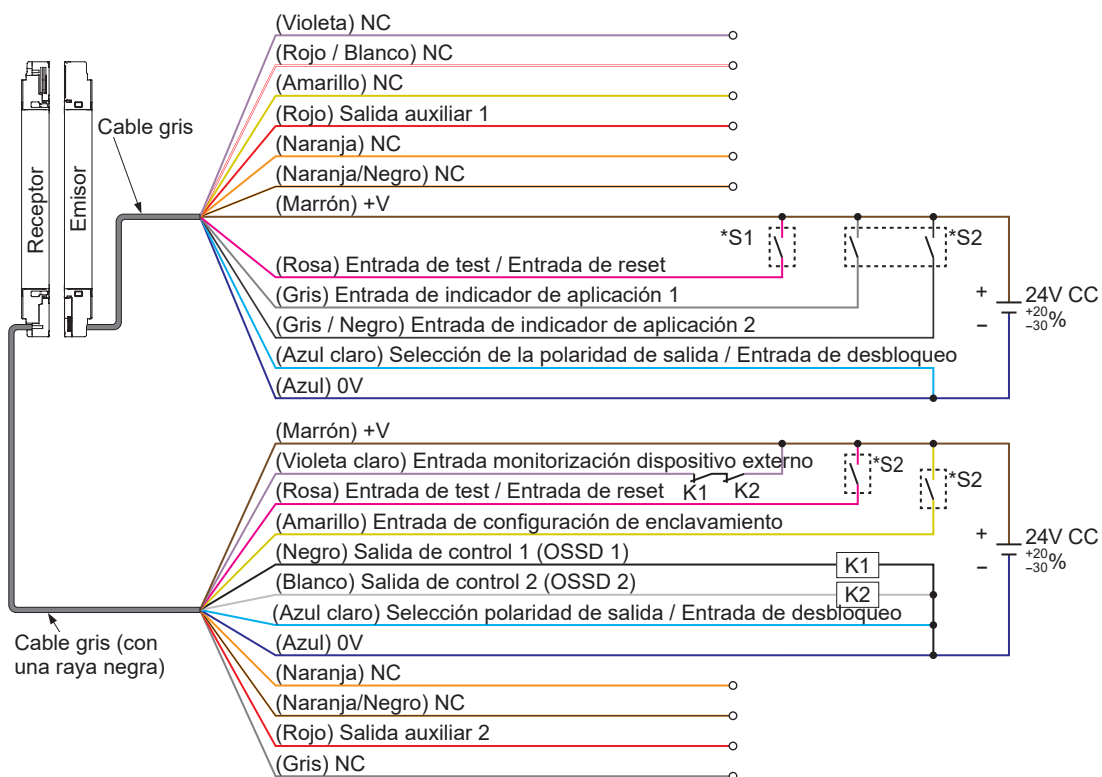 (Violeta) NC
(Rojo / Blanco) NC
(Amarillo) NC
(Rojo) Salida auxiliar 1
(Naranja) NC
(Naranja/Negro) NC
(Marrón) +V
Cable gris
Receptor
Emisor
*S1
*S2
(Rosa) Entrada de test / Entrada de reset
(Gris) Entrada de indicador de aplicación 1
(Gris / Negro) Entrada de indicador de aplicación 2
(Azul claro) Selección de la polaridad de salida / Entrada de desbloqueo
(Azul) 0V
+
24V CC
+20
–30 %
–
(Marrón) +V
(Violeta claro) Entrada monitorización dispositivo externo
*S2
(Rosa) Entrada de test / Entrada de reset
K1
K2
*S2
(Amarillo) Entrada de configuración de enclavamiento
(Negro) Salida de control 1 (OSSD 1)
K1
(Blanco) Salida de control 2 (OSSD 2)
K2
(Azul claro) Selección polaridad de salida / Entrada de desbloqueo
(Azul) 0V
+
24V CC
+20
–30 %
–
Cable gris (con
una raya negra)
(Naranja) NC
(Naranja/Negro) NC
(Rojo) Salida auxiliar 2
(Gris) NC